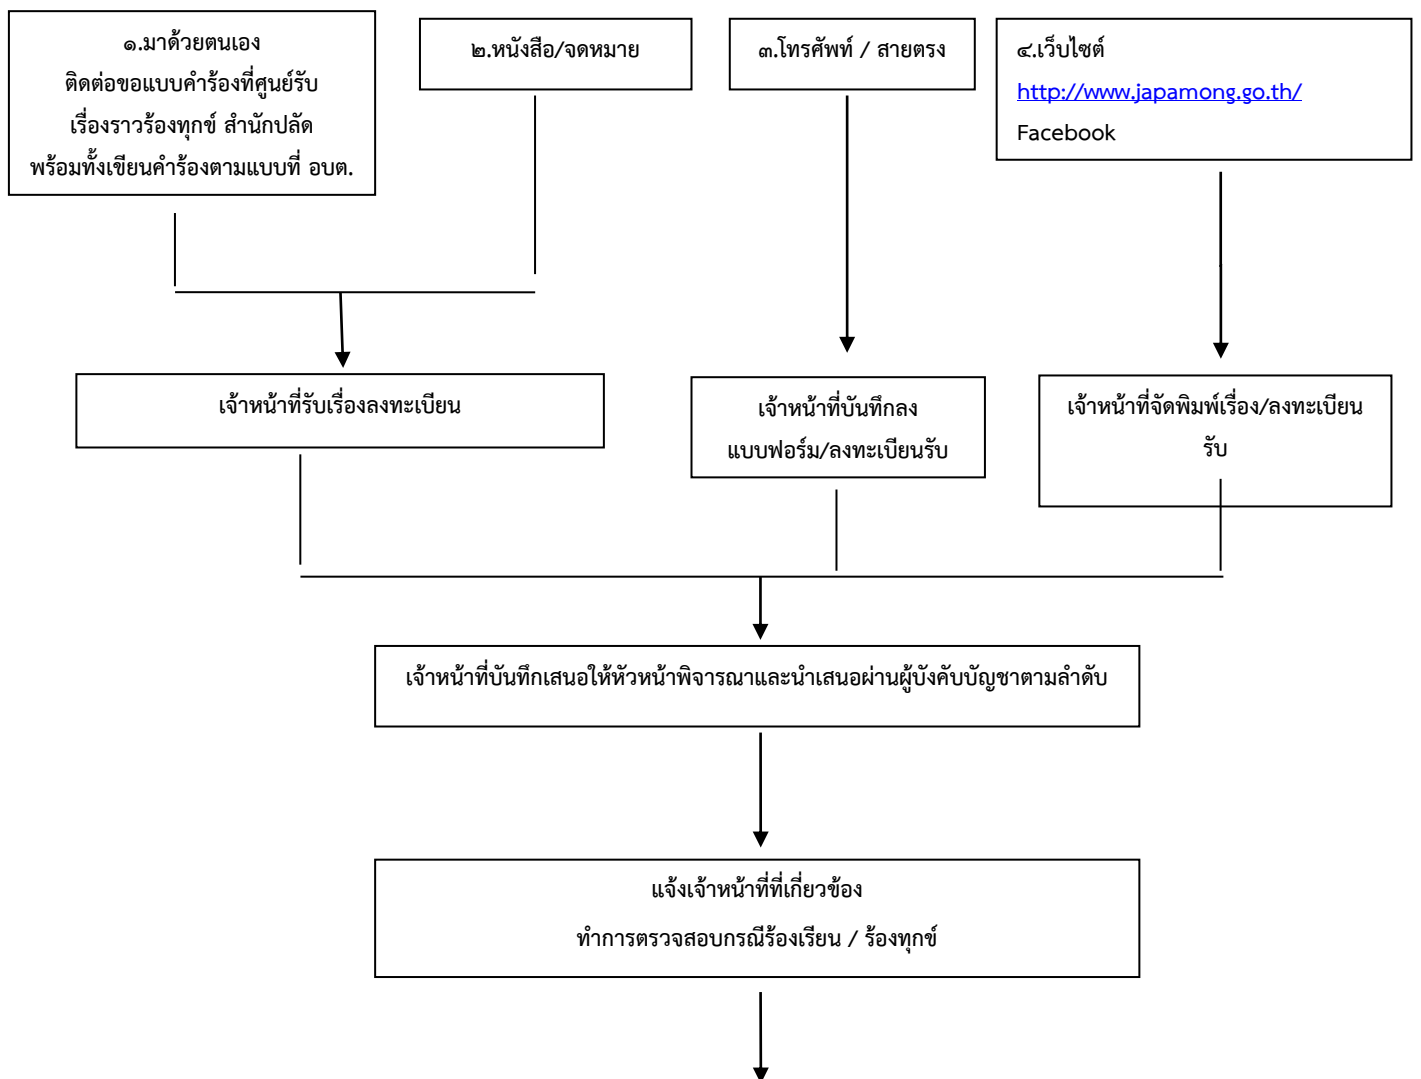 ๑.มาด้วยตนเอง
ติดต่อขอแบบคำร้องที่ศูนย์รับ
เรื่องราวร้องทุกข์ สำนักปลัด
พร้อมทั้งเขียนคำร้องตามแบบที่ อบต.
๒.หนังสือ/จดหมาย
๓.โทรศัพท์ / สายตรง
๔.เว็บไซต์
http://www.japamong.go.th/
Facebook
เจ้าหน้าที่รับเรื่องลงทะเบียน
เจ้าหน้าที่บันทึกลง
แบบฟอร์ม/ลงทะเบียนรับ
เจ้าหน้าที่จัดพิมพ์เรื่อง/ลงทะเบียน
รับ
เจ้าหน้าที่บันทึกเสนอให้หัวหน้าพิจารณาและนำเสนอผ่านผู้บังคับบัญชาตามลำดับ
แจ้งเจ้าหน้าที่ที่เกี่ยวข้อง
ทำการตรวจสอบกรณีร้องเรียน / ร้องทุกข์